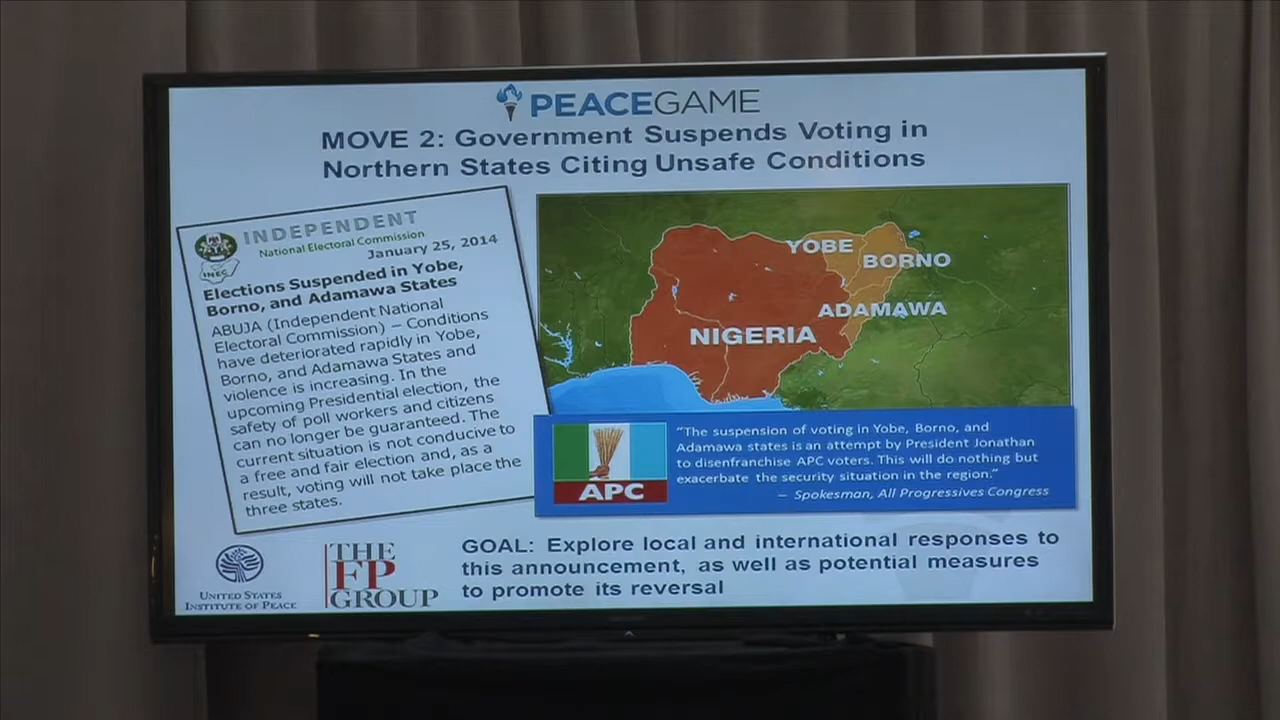 PEACEGAME
MOVE 2: Government Suspends Voting in
Northern States Citing Unsafe Conditions
INDEPENDENT
National Electoral Commission
INEC
January 25, 2014
Elections Suspended in Yobe,
Borno, and Adamawa States
ABUJA (Independent National
Electoral Commission) – Conditions
have deteriorated rapidly in Yobe,
Borno, and Adamawa States and
violence is increasing. In the
upcoming Presidential election, the
safety of poll workers and citizens
can no longer be guaranteed. The
current situation is not conducive to
a free and fair election and, as a
result, voting will not take place the
three states.
YOBE
BORNO
ADAMAWA
NIGERIA
APC
"The suspension of voting in Yobe, Borno, and
Adamawa states is an attempt by President Jonathan
to disenfranchise APC voters. This will do nothing but
exacerbate the security situation in the region."
– Spokesman, All Progressives Congress
UNITED STATES
INSTITUTE OF PEACE
THE
FP
GROUP
GOAL: Explore local and international responses to
this announcement, as well as potential measures
to promote its reversal